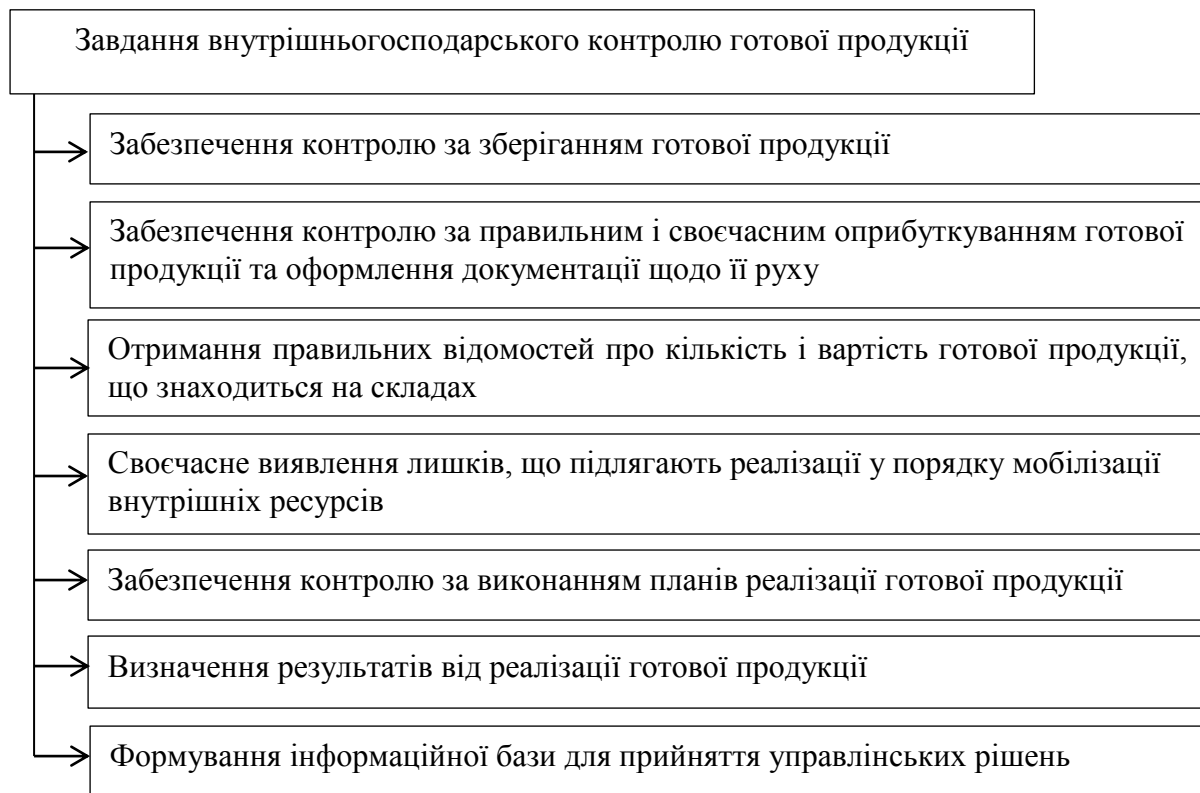 Завдання внутрішньогосподарського контролю готової продукції
Забезпечення контролю за зберіганням готової продукції
Забезпечення контролю за правильним і своєчасним оприбуткуванням готової
продукції та оформлення документації щодо її руху
Отримання правильних відомостей про кількість і вартість готової продукції,
що знаходиться на складах
Своєчасне виявлення лишків, що підлягають реалізації у порядку мобілізації
внутрішніх ресурсів
Забезпечення контролю за виконанням планів реалізації готової продукції
Визначення результатів від реалізації готової продукції
Формування інформаційної бази для прийняття управлінських рішень